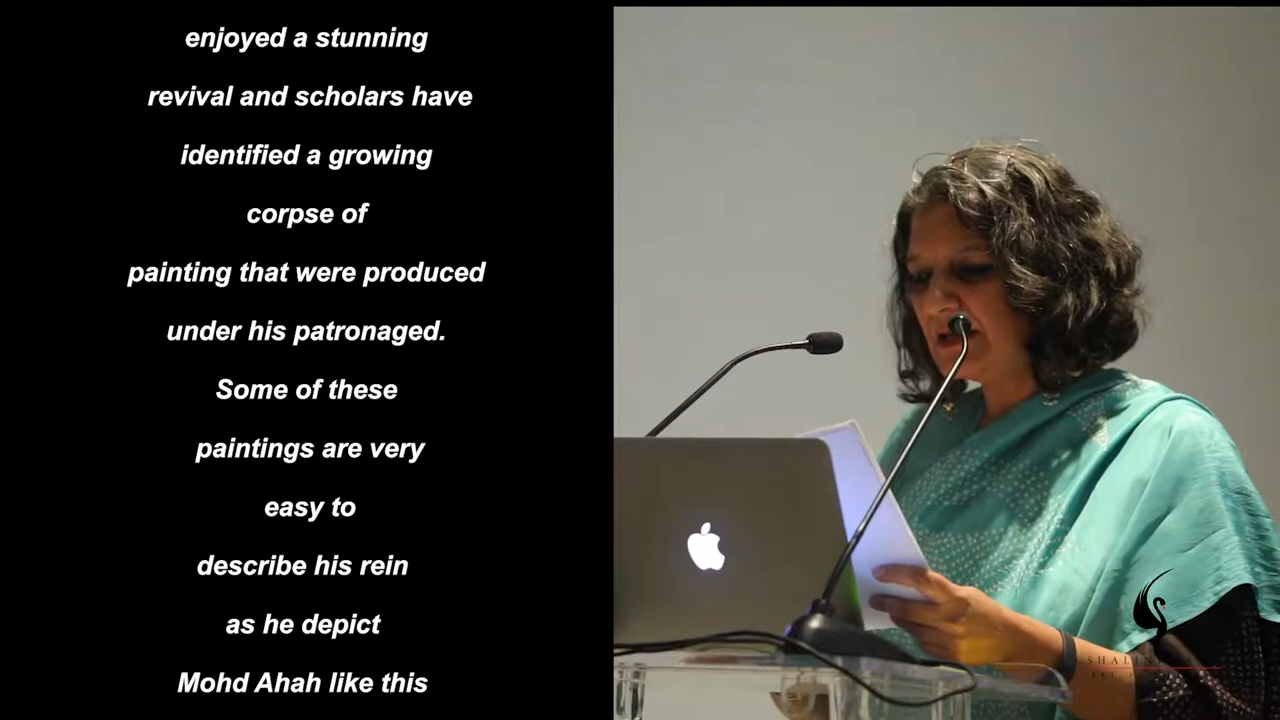 enjoyed a stunning
revival and scholars have
identified a growing
corpse of
painting that were produced
under his patronaged.
Some of these
paintings are very
easy to
describe his rein
as he depict
Mohd Ahah like this